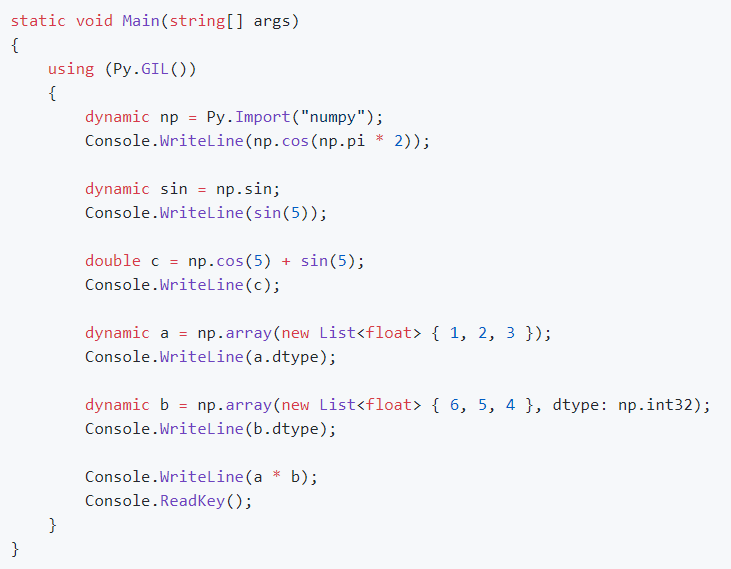 static void Main(string[] args)
{
    using (Py.GIL())
    {
        dynamic np = Py.Import("numpy");
        Console.WriteLine(np.cos(np.pi * 2));

        dynamic sin = np.sin;
        Console.WriteLine(sin(5));

        double c = np.cos(5) + sin(5);
        Console.WriteLine(c);

        dynamic a = np.array(new List<float> { 1, 2, 3 });
        Console.WriteLine(a.dtype);

        dynamic b = np.array(new List<float> { 6, 5, 4 }, dtype: np.int32);
        Console.WriteLine(b.dtype);

        Console.WriteLine(a * b);
        Console.ReadKey();
    }
}